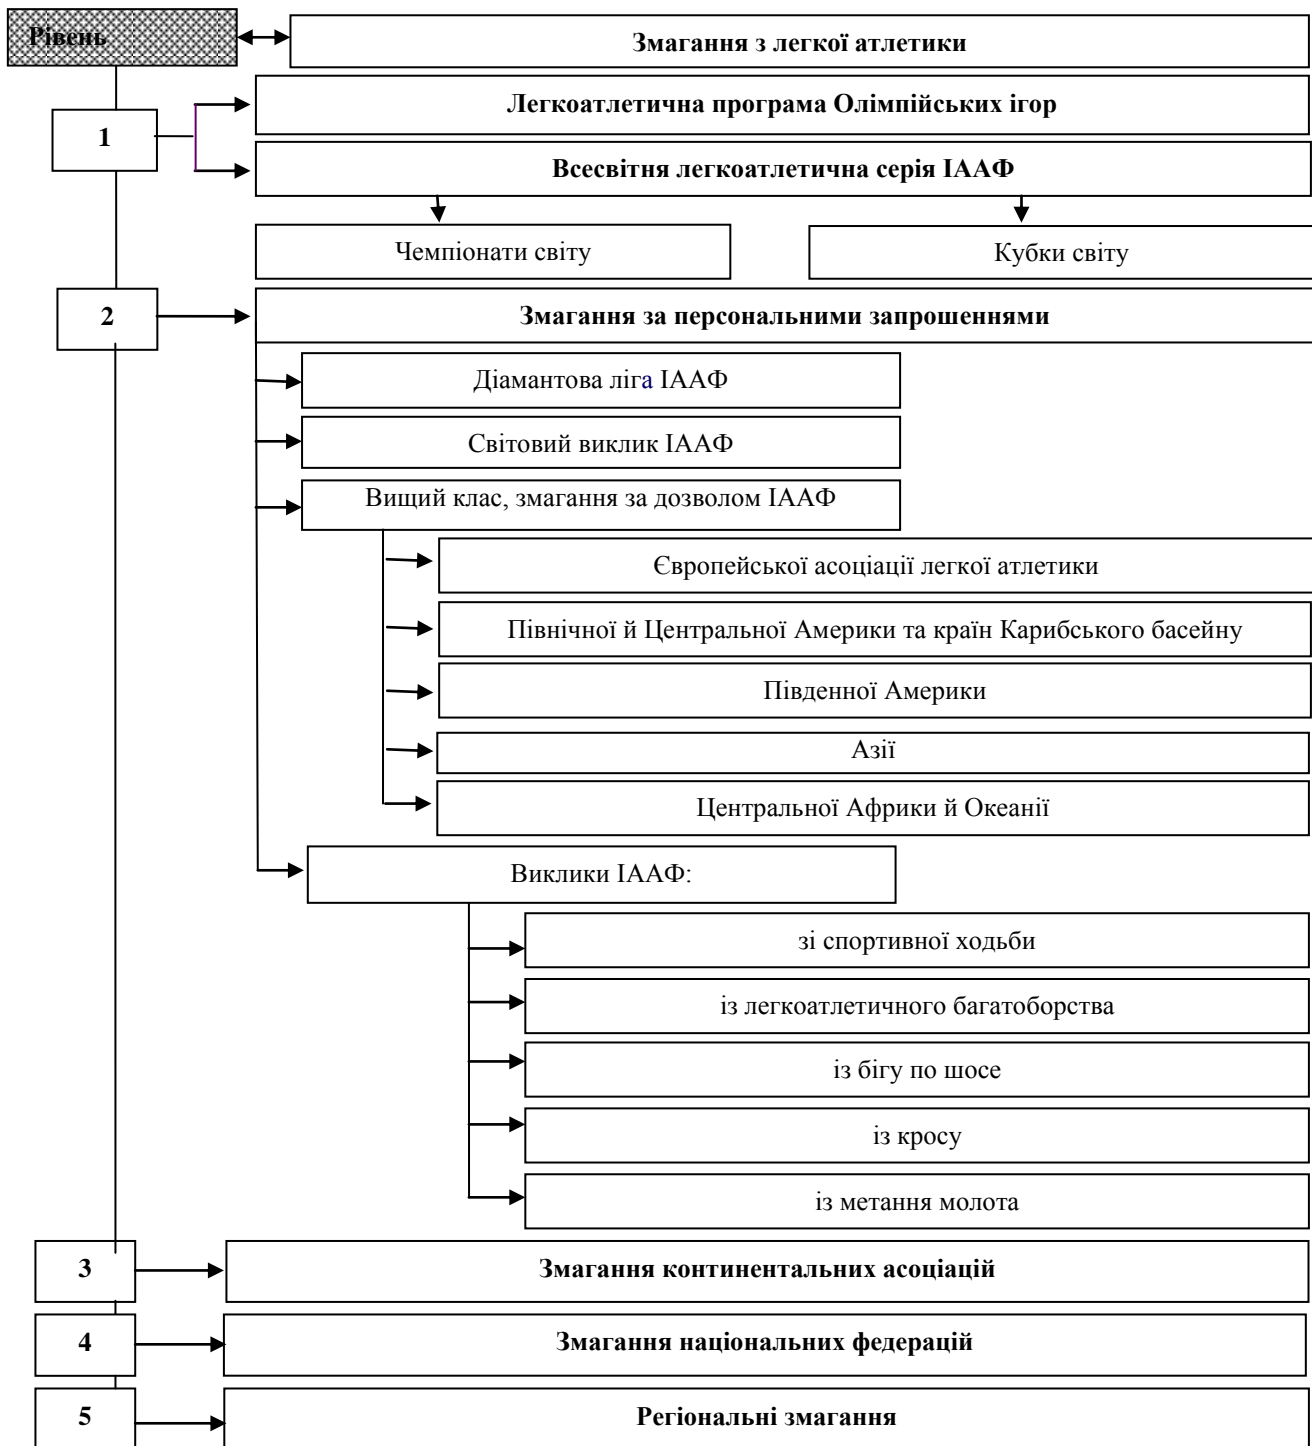 Рівень
Змагання з легкої атлетики
Легкоатлетична програма Олімпійських ігор
1
Всесвітня легкоатлетична серія ІААФ
Чемпіонати світу
Кубки світу
2
Змагання за персональними запрошеннями
Діамантова ліга ІААФ
Світовий виклик ІААФ
Вищий клас, змагання за дозволом ІААФ
Європейської асоціації легкої атлетики
Північної й Центральної Америки та країн Карибського басейну
Південної Америки
Азії
Центральної Африки й Океанії
Виклики ІААФ:
зі спортивної ходьби
із легкоатлетичного багатоборства
із бігу по шосе
із кросу
із метання молота
3
Змагання континентальних асоціацій
4
Змагання національних федерацій
5
Регіональні змагання